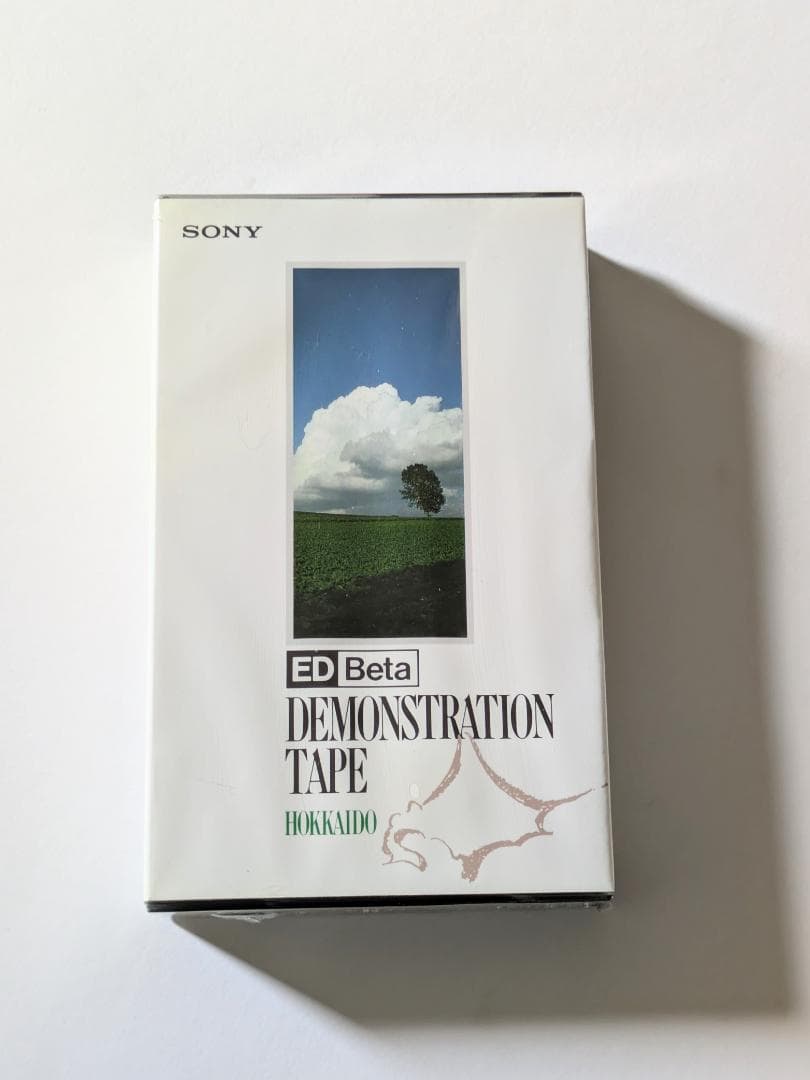 SONY
ED Beta
DEMONSTRATION
TAPE
HOKKAIDO